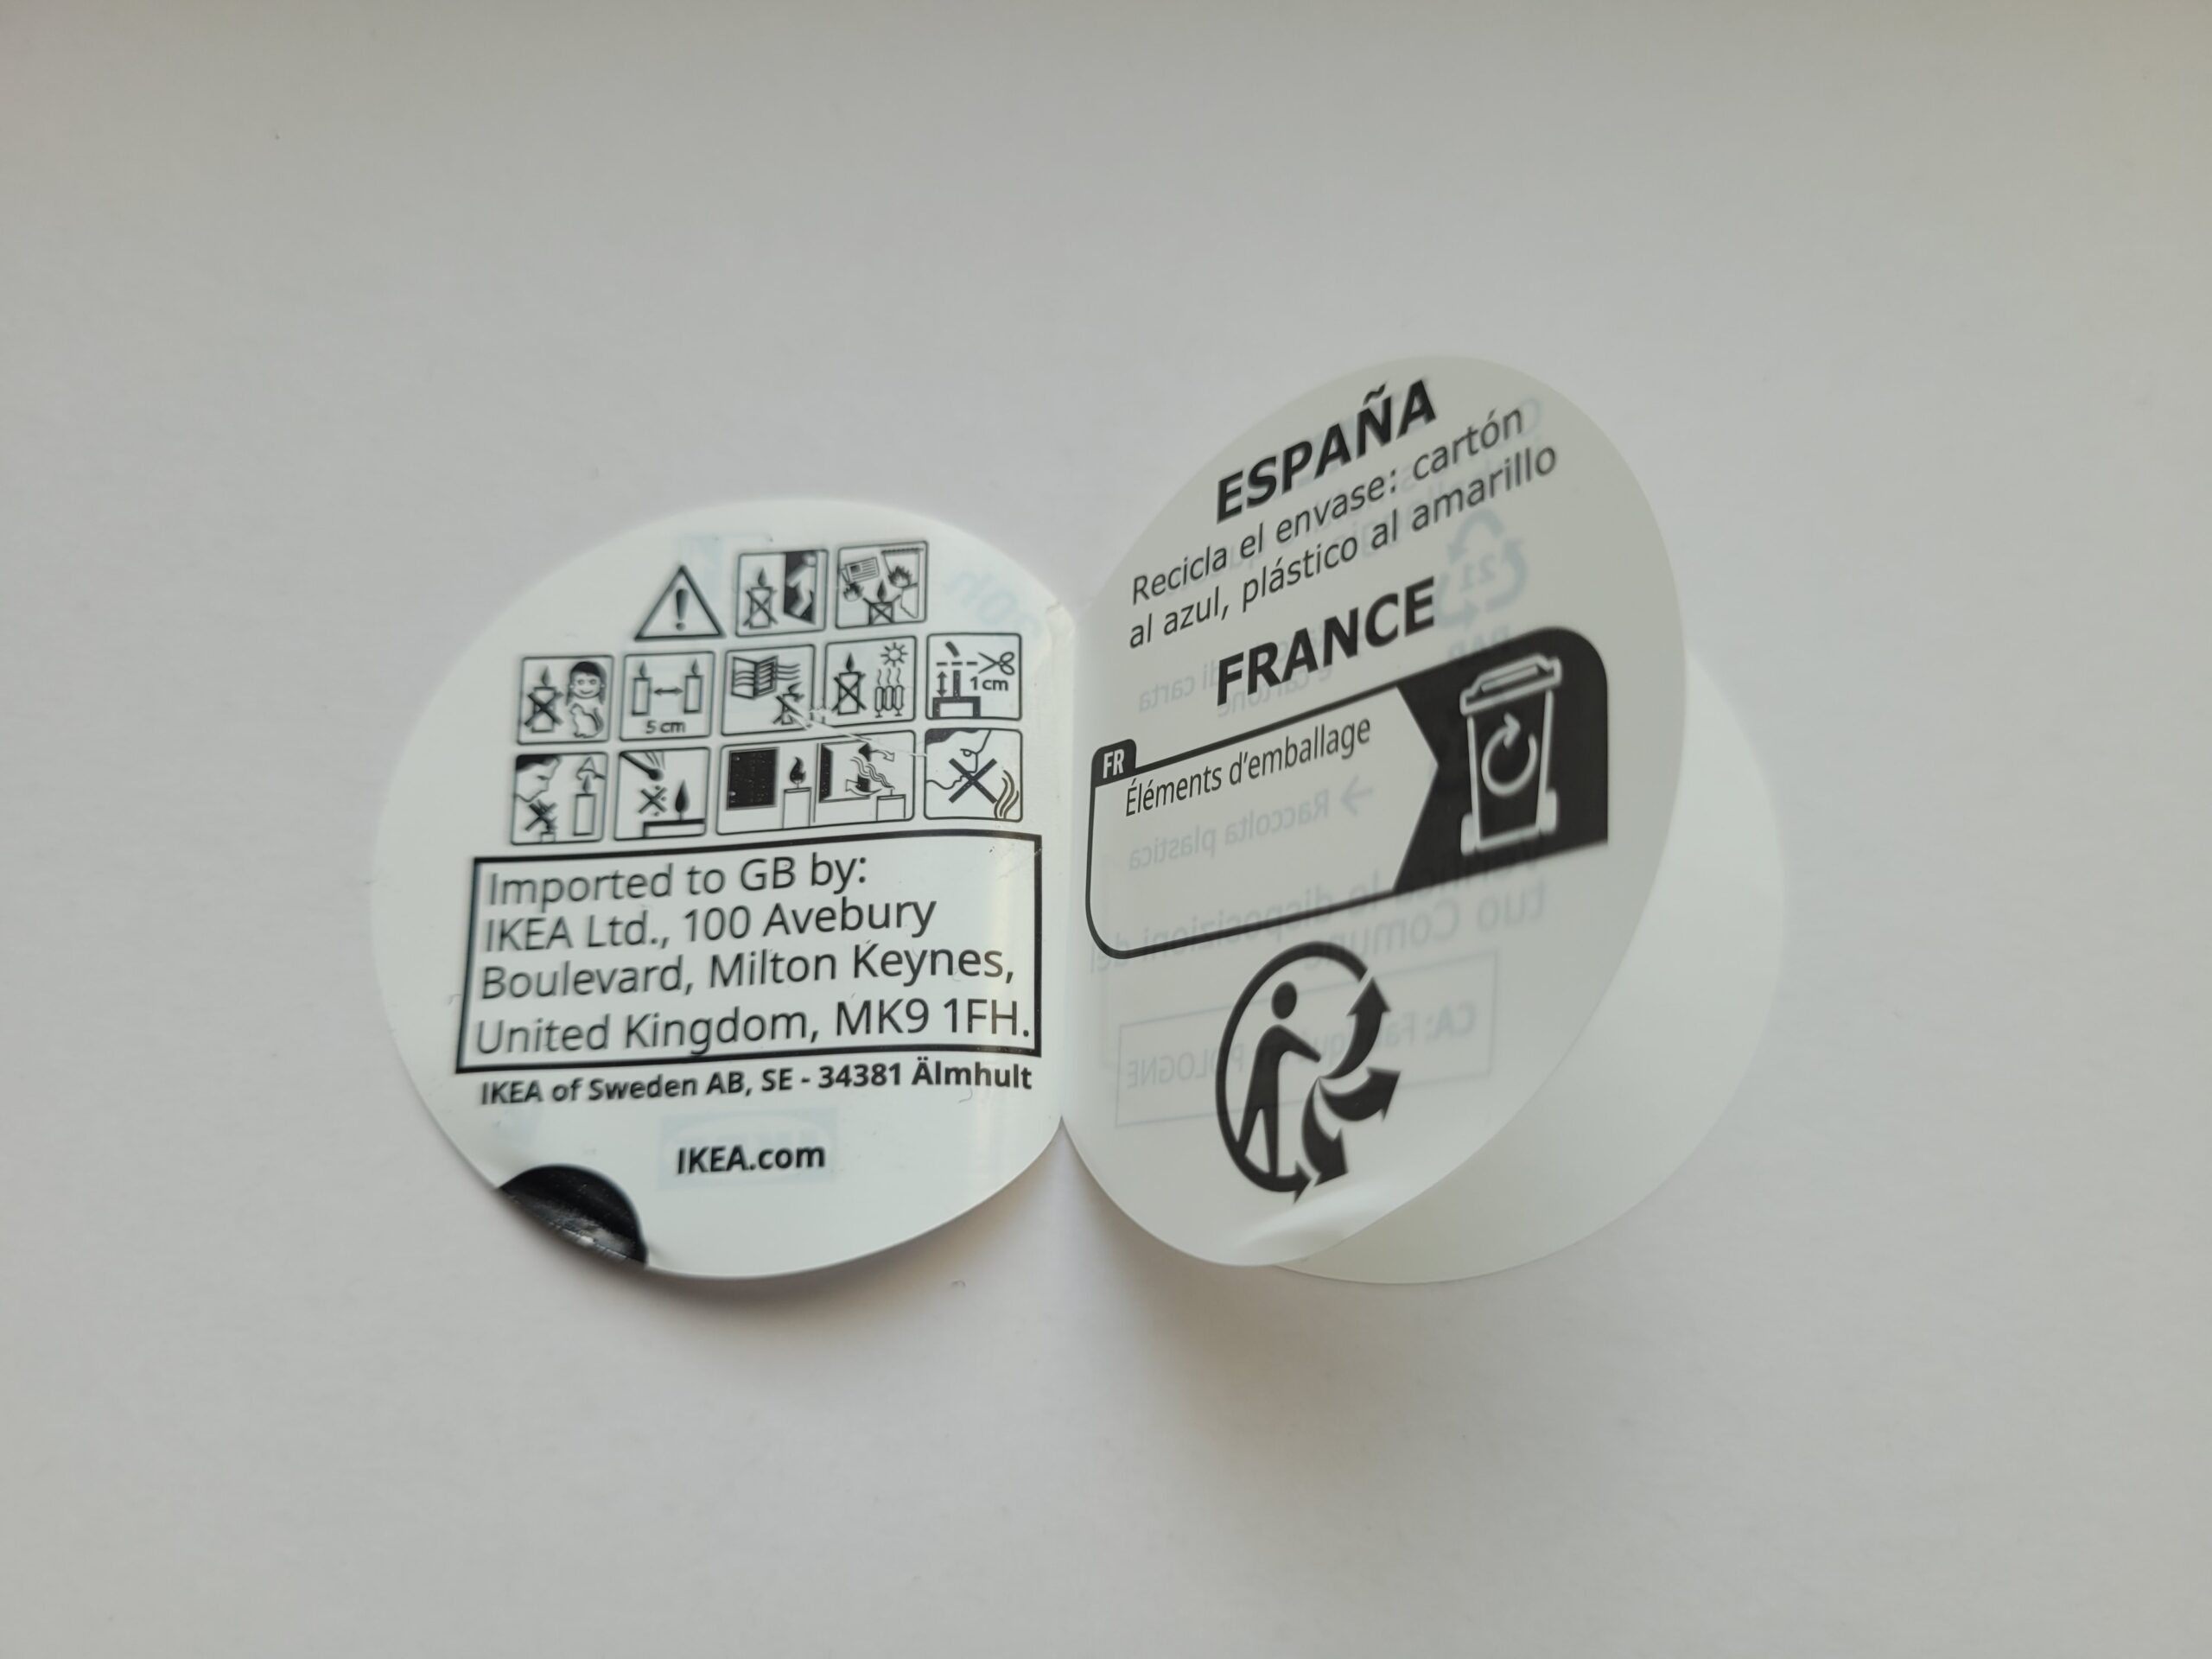 5 cm
1 cm
Imported to GB by:
IKEA Ltd., 100 Avebury
Boulevard, Milton Keynes,
United Kingdom, MK9 1FH.
IKEA of Sweden AB, SE - 34381 Älmhult
IKEA.com
ESPAÑA
Recicla el envase: cartón
al azul, plástico al amarillo
FRANCE
FR
Éléments d'emballage